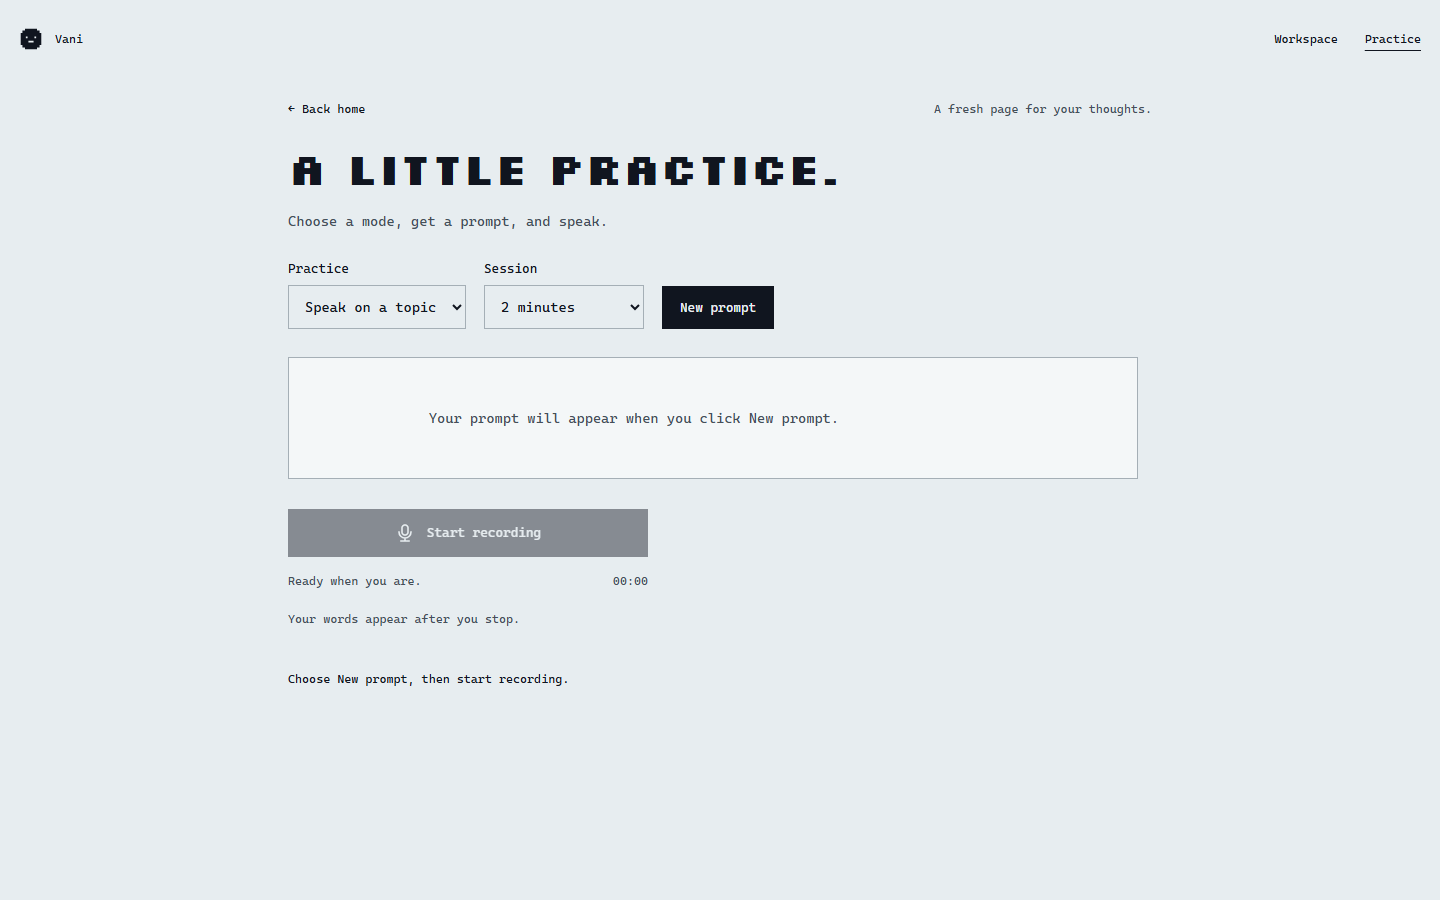 Vani
Workspace
Practice
← Back home
A fresh page for your thoughts.
A LITTLE PRACTICE.
Choose a mode, get a prompt, and speak.
Practice
Session
Speak on a topic
2 minutes
New prompt
Your prompt will appear when you click New prompt.
Start recording
Ready when you are.
00:00
Your words appear after you stop.
Choose New prompt, then start recording.